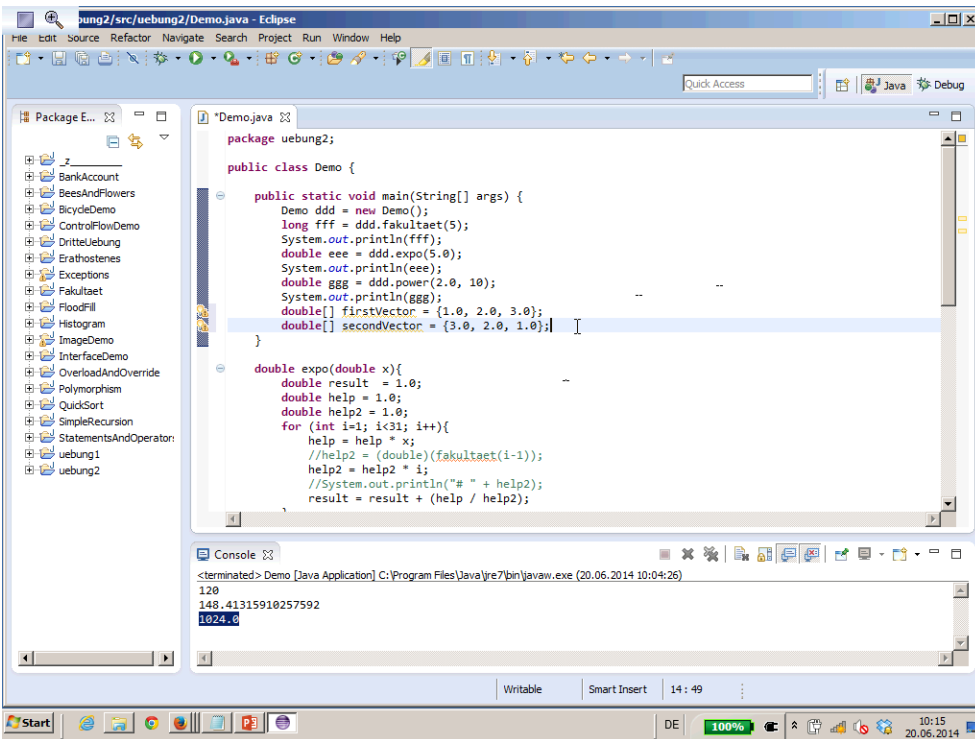 bung2/src/uebung2/Demo.java - Eclipse
File Edit Source Refactor Navigate Search Project Run Window Help
Quick Access
Java
Debug
Package E...
_z_________
BankAccount
BeesAndFlowers
BicycleDemo
ControlFlowDemo
DritteUebung
Erathostenes
Exceptions
Fakultaet
FloodFill
Histogram
ImageDemo
InterfaceDemo
OverloadAndOverride
Polymorphism
QuickSort
SimpleRecursion
StatementsAndOperators
uebung1
uebung2
*Demo.java
package uebung2;
public class Demo {
public static void main(String[] args) {
Demo ddd = new Demo();
long fff = ddd.fakultaet(5);
System.out.println(fff);
double eee = ddd.expo(5.0);
System.out.println(eee);
double ggg = ddd.power(2.0, 10);
System.out.println(ggg);
double[] firstVector = {1.0, 2.0, 3.0};
double[] secondVector = {3.0, 2.0, 1.0};
}
double expo(double x){
double result  = 1.0;
double help = 1.0;
double help2 = 1.0;
for (int i=1; i<31; i++){
help = help * x;
//help2 = (double)(fakultaet(i-1));
help2 = help2 * i;
//System.out.println("# " + help2);
result = result + (help / help2);
Console
<terminated> Demo [Java Application] C:\Program Files\Java\jre7\bin\javaw.exe (20.06.2014 10:04:26)
120
148.41315910257592
1024.0
Writable
Smart Insert
14 : 49
Start
DE
100%
10:15
20.06.2014